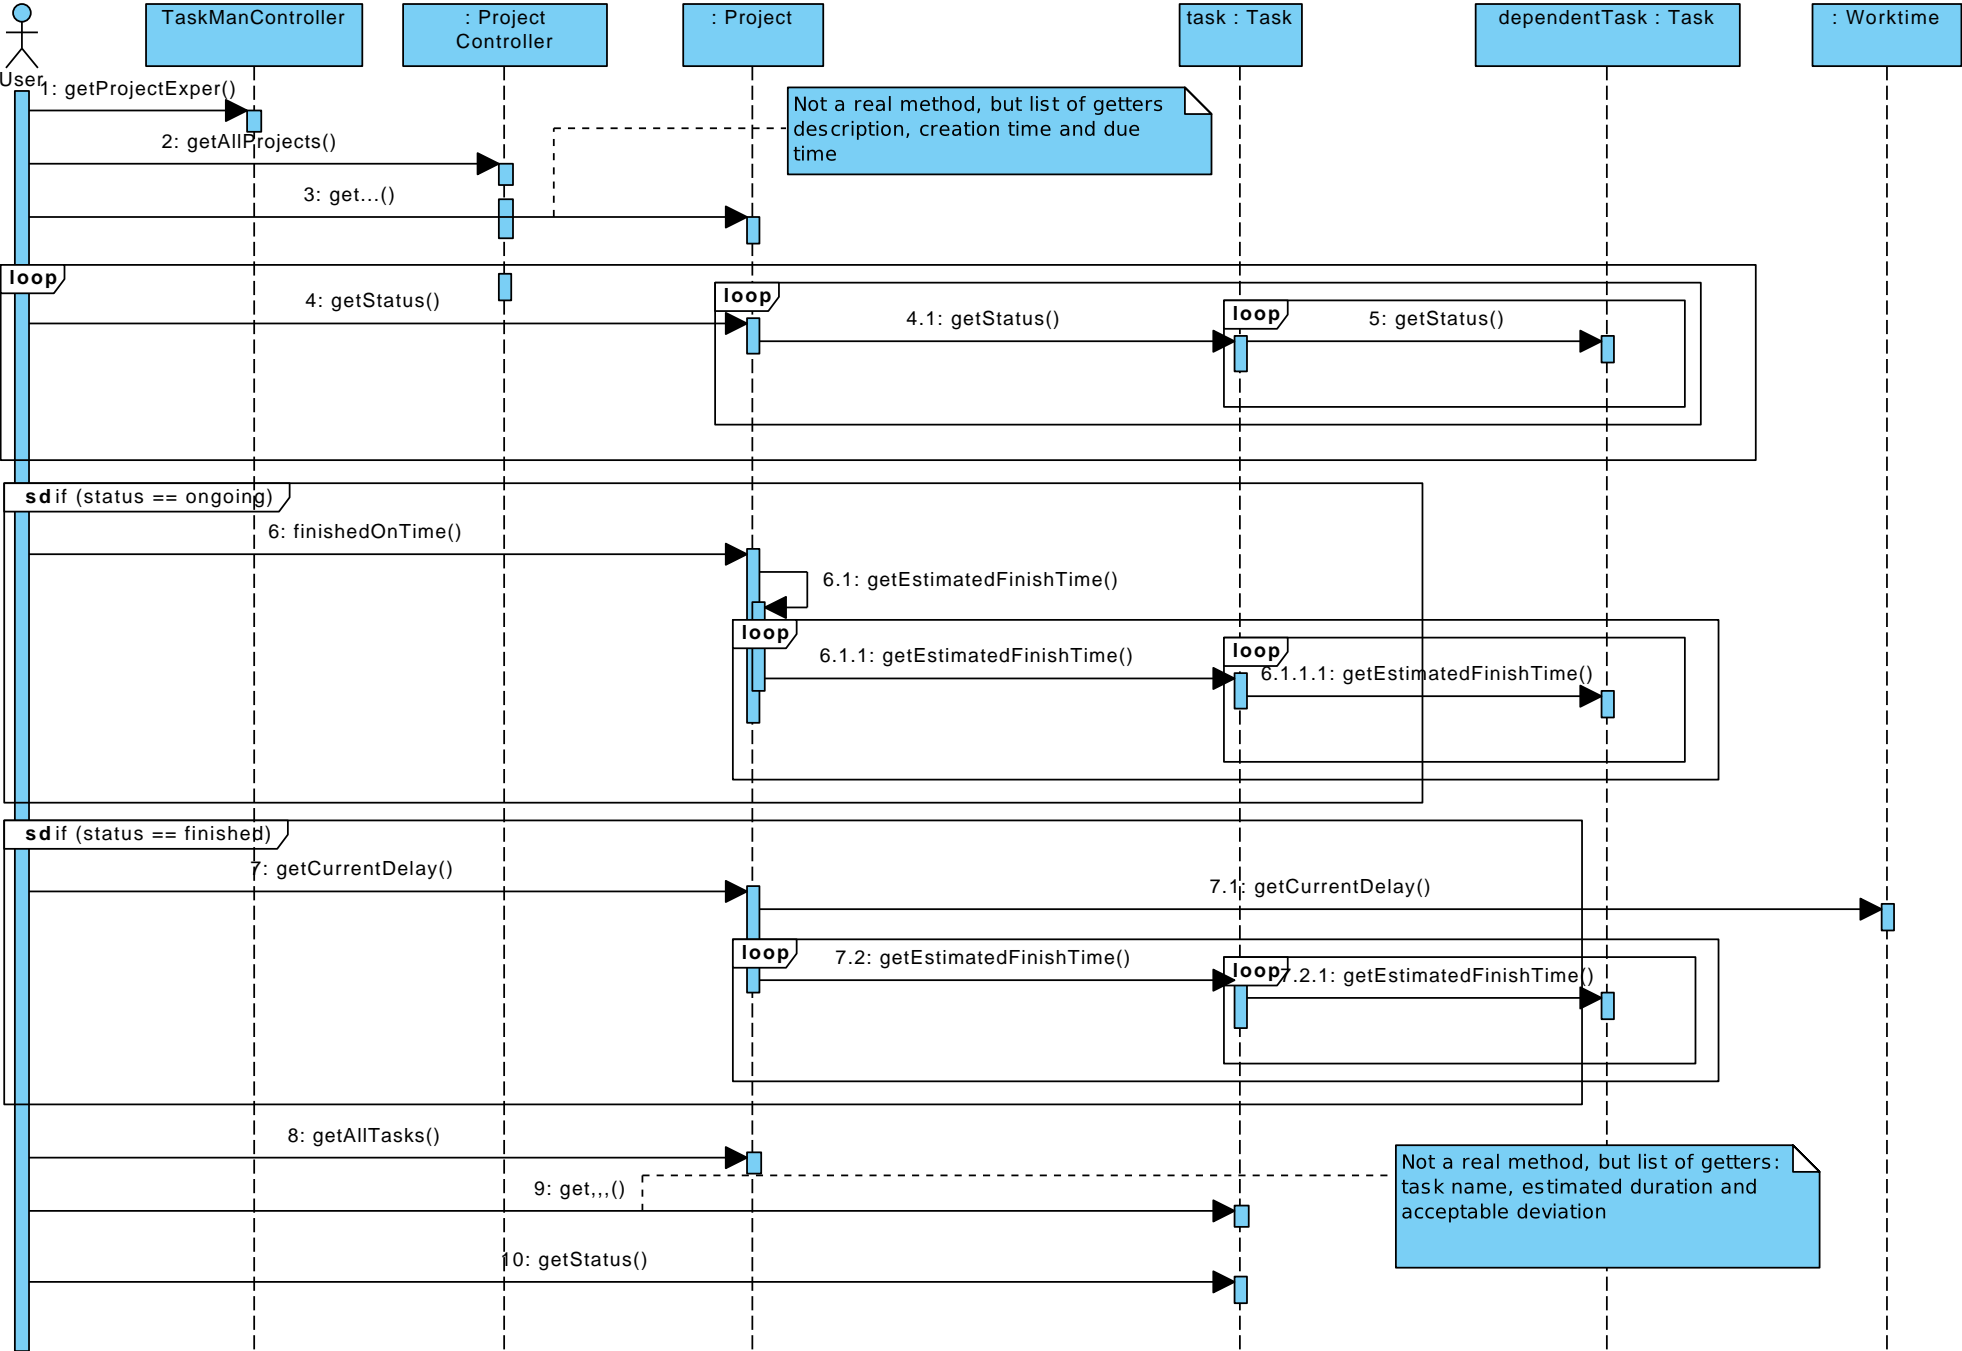 TaskManController
: Project
Controller
: Project
task : Task
dependentTask : Task
: Worktime
User
1: getProjectExper()
Not a real method, but list of getters
description, creation time and due
time
2: getAllProjects()
3: get...()
loop
4: getStatus()
loop
4.1: getStatus()
loop
5: getStatus()
sd if (status == ongoing)
6: finishedOnTime()
6.1: getEstimatedFinishTime()
loop
6.1.1: getEstimatedFinishTime()
loop
6.1.1.1: getEstimatedFinishTime()
sd if (status == finished)
7: getCurrentDelay()
7.1: getCurrentDelay()
loop
7.2: getEstimatedFinishTime()
loop
7.2.1: getEstimatedFinishTime()
8: getAllTasks()
Not a real method, but list of getters:
task name, estimated duration and
acceptable deviation
9: get,,,()
10: getStatus()